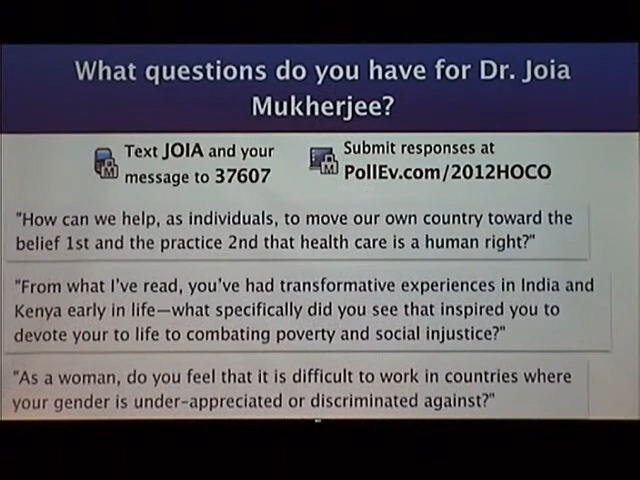 What questions do you have for Dr. Joia
Mukherjee?
Text JOIA and your
message to 37607
Submit responses at
PollEv.com/2012HOCO
"How can we help, as individuals, to move our own country toward the
belief 1st and the practice 2nd that health care is a human right?"
"From what I've read, you've had transformative experiences in India and
Kenya early in life—what specifically did you see that inspired you to
devote your to life to combating poverty and social injustice?"
"As a woman, do you feel that it is difficult to work in countries where
your gender is under-appreciated or discriminated against?"